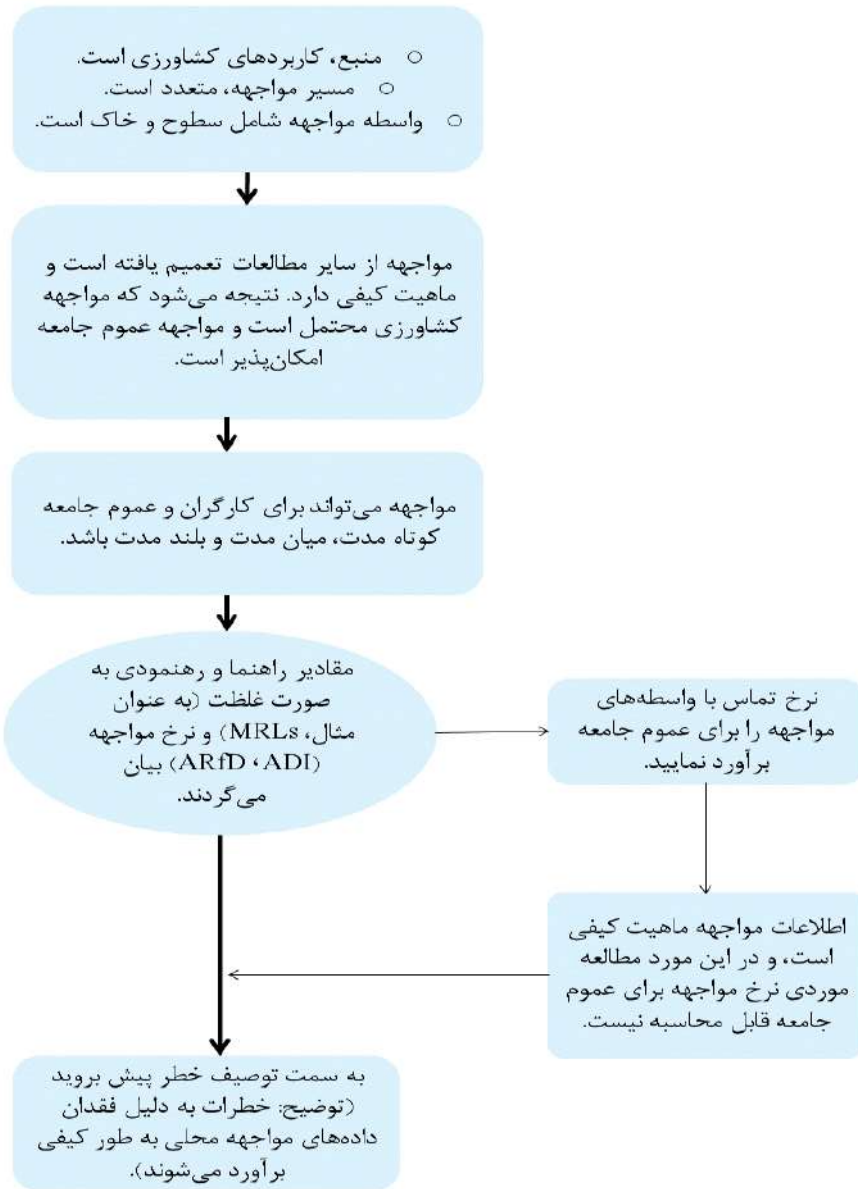 ○ منبع، کاربردهای کشاورزی است.
○ مسیر مواجهه، متعدد است.
○ واسطه مواجهه شامل سطوح و خاک است.
مواجهه از سایر مطالعات تعمیم یافته است و
ماهیت کیفی دارد. نتیجه می‌شود که مواجهه
کشاورزی محتمل است و مواجهه عموم جامعه
امکان‌پذیر است.
مواجهه می‌تواند برای کارگران و عموم جامعه
کوتاه مدت، میان مدت و بلند مدت باشد.
مقادیر راهنما و رهنمودی به
صورت غلظت (به عنوان
مثال، MRLs) و نرخ مواجهه
(ARfD ، ADI) بیان
می‌گردند.
نرخ تماس با واسطه‌های
مواجهه را برای عموم جامعه
برآورد نمایید.
اطلاعات مواجهه ماهیت کیفی
است، و در این مورد مطالعه
موردی نرخ مواجهه برای عموم
جامعه قابل محاسبه نیست.
به سمت توصیف خطر پیش بروید
(توضیح: خطرات به دلیل فقدان
داده‌های مواجهه محلی به طور کیفی
برآورد می‌شوند).